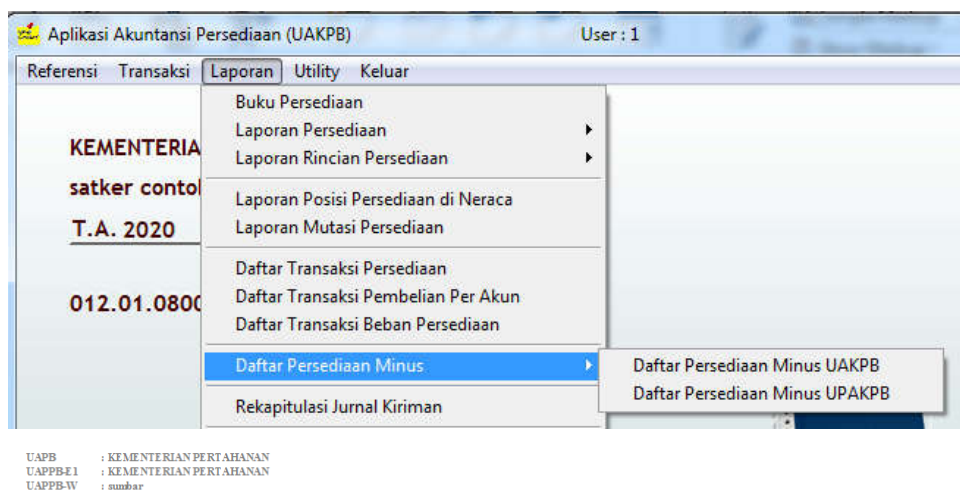 Aplikasi Akuntansi Persediaan (UAKPB) User : 1
Referensi Transaksi Laporan Utility Keluar
Buku Persediaan
Laporan Persediaan
KEMENTERIA
Laporan Rincian Persediaan
satker contol
Laporan Posisi Persediaan di Neraca
T.A. 2020
Laporan Mutasi Persediaan
Daftar Transaksi Persediaan
012.01.0800
Daftar Transaksi Pembelian Per Akun
Daftar Transaksi Beban Persediaan
Daftar Persediaan Minus
Daftar Persediaan Minus UAKPB
Daftar Persediaan Minus UPAKPB
Rekapitulasi Jurnal Kiriman
UAPB : KEMENTERIAN PERTAHANAN
UAPPB-E1 : KEMENTERIAN PERTAHANAN
UAPPB-W : sumbar